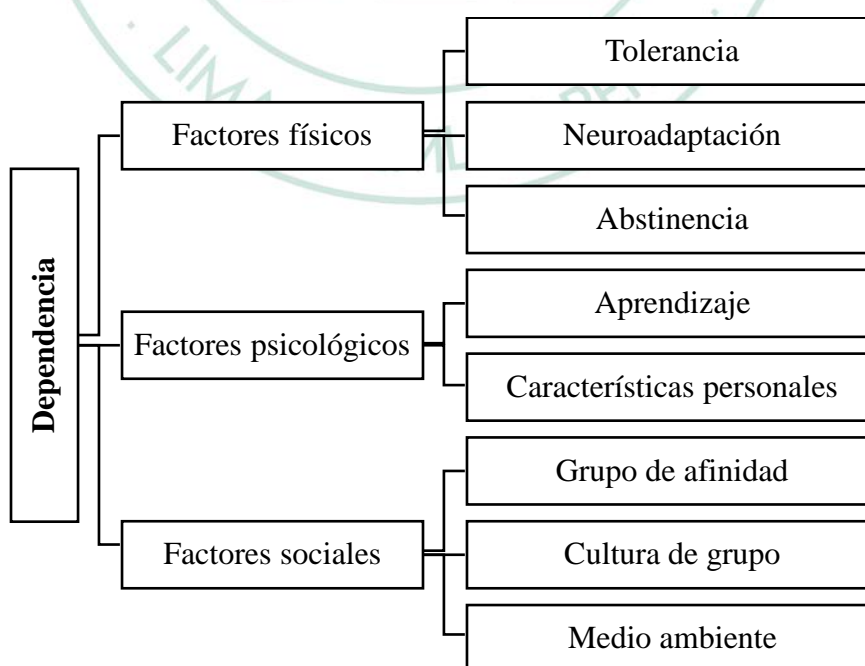 Dependencia
Factores físicos
Tolerancia
Neuroadaptación
Abstinencia
Factores psicológicos
Aprendizaje
Características personales
Factores sociales
Grupo de afinidad
Cultura de grupo
Medio ambiente